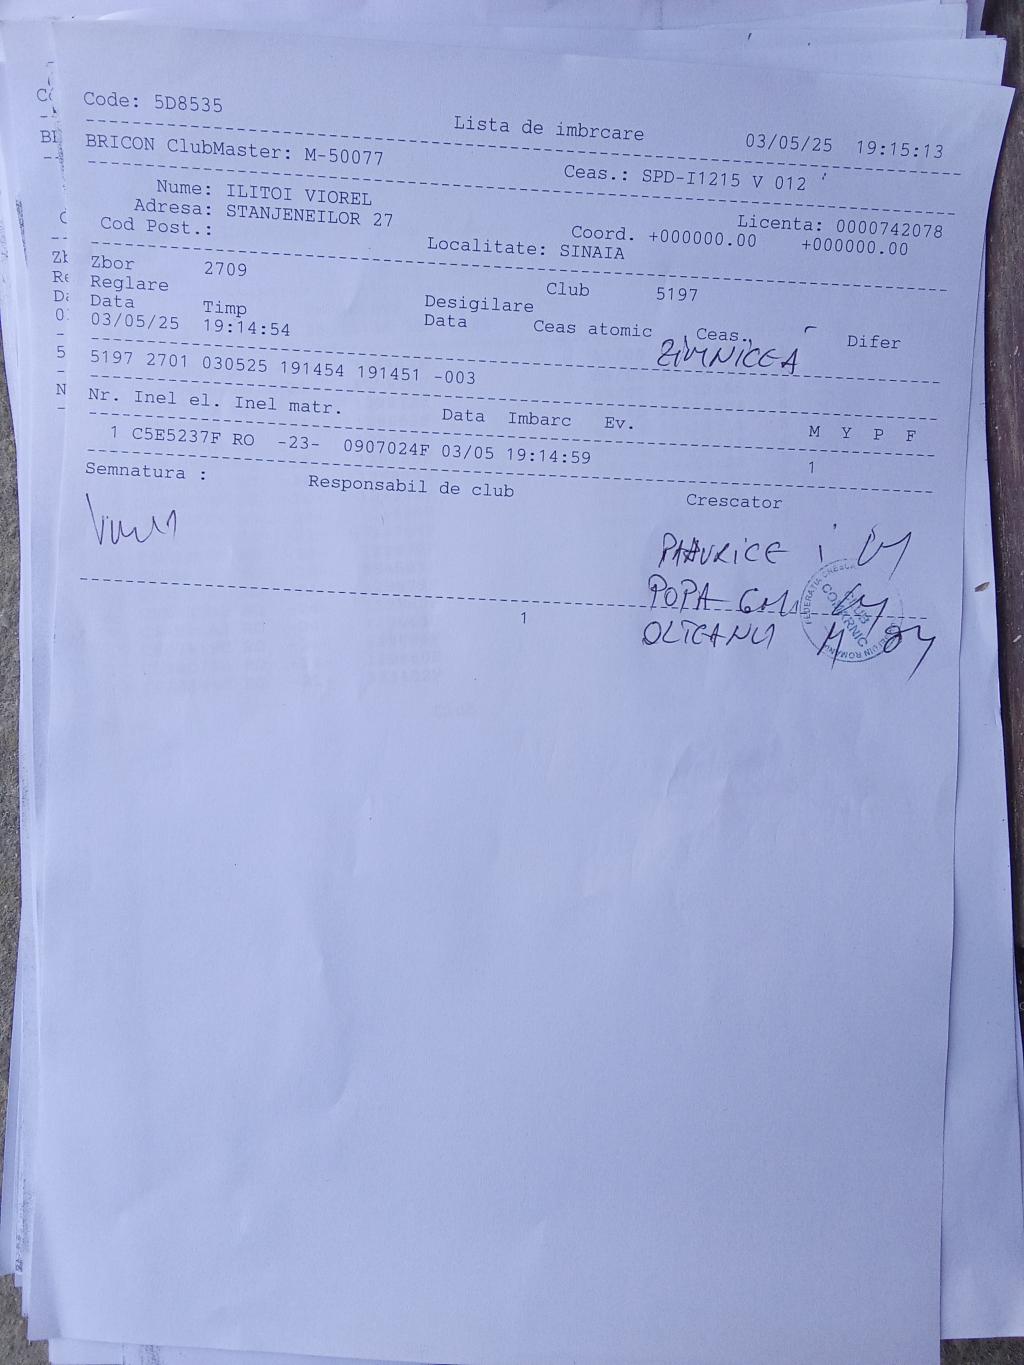 Code: 5D8535
Lista de imbrcare 03/05/25 19:15:13
BRICON ClubMaster: M-50077 Ceas.: SPD-I1215 V 012
Nume: ILITOI VIOREL Licenta: 0000742078
Adresa: STANJENEILOR 27 Coord. +000000.00 +000000.00
Cod Post.: Localitate: SINAIA
Zbor 2709 Club 5197
Reglare Desigilare
Data Timp Data Ceas atomic Ceas. Difer
03/05/25 19:14:54
ZIMNICEA
5197 2701 030525 191454 191451 -003
Nr. Inel el. Inel matr. Data Imbarc Ev. M Y P F
1 C5E5237F RO -23- 0907024F 03/05 19:14:59 1
Semnatura : Responsabil de club Crescator
POPA
1